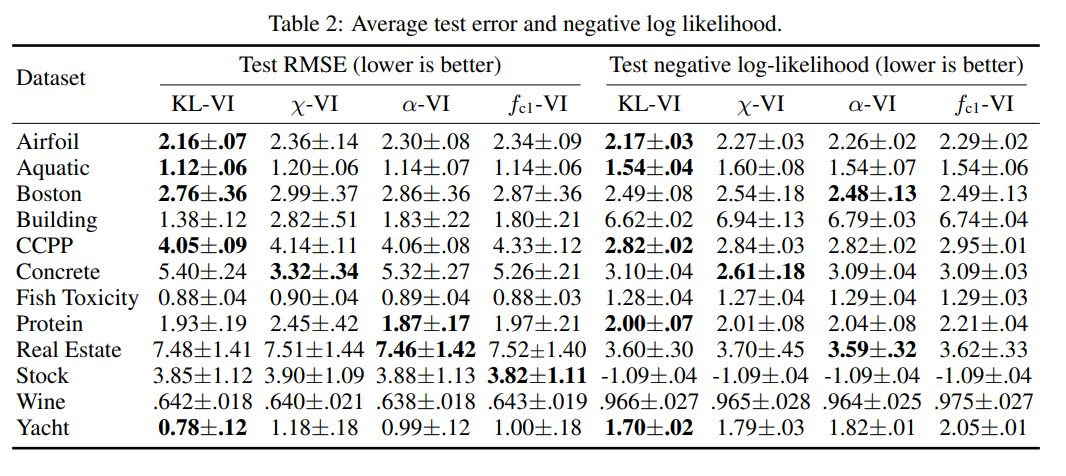 Table 2: Average test error and negative log likelihood.
Dataset Test RMSE (lower is better) Test negative log-likelihood (lower is better)
KL-VI χ-VI α-VI f_c1-VI KL-VI χ-VI α-VI f_c1-VI
Airfoil 2.16±.07 2.36±.14 2.30±.08 2.34±.09 2.17±.03 2.27±.03 2.26±.02 2.29±.02
Aquatic 1.12±.06 1.20±.06 1.14±.07 1.14±.06 1.54±.04 1.60±.08 1.54±.07 1.54±.06
Boston 2.76±.36 2.99±.37 2.86±.36 2.87±.36 2.49±.08 2.54±.18 2.48±.13 2.49±.13
Building 1.38±.12 2.82±.51 1.83±.22 1.80±.21 6.62±.02 6.94±.13 6.79±.03 6.74±.04
CCPP 4.05±.09 4.14±.11 4.06±.08 4.33±.12 2.82±.02 2.84±.03 2.82±.02 2.95±.01
Concrete 5.40±.24 3.32±.34 5.32±.27 5.26±.21 3.10±.04 2.61±.18 3.09±.04 3.09±.03
Fish Toxicity 0.88±.04 0.90±.04 0.89±.04 0.88±.03 1.28±.04 1.27±.04 1.29±.04 1.29±.03
Protein 1.93±.19 2.45±.42 1.87±.17 1.97±.21 2.00±.07 2.01±.08 2.04±.08 2.21±.04
Real Estate 7.48±1.41 7.51±1.44 7.46±1.42 7.52±1.40 3.60±.30 3.70±.45 3.59±.32 3.62±.33
Stock 3.85±1.12 3.90±1.09 3.88±1.13 3.82±1.11 -1.09±.04 -1.09±.04 -1.09±.04 -1.09±.04
Wine .642±.018 .640±.021 .638±.018 .643±.019 .966±.027 .965±.028 .964±.025 .975±.027
Yacht 0.78±.12 1.18±.18 0.99±.12 1.00±.18 1.70±.02 1.79±.03 1.82±.01 2.05±.01